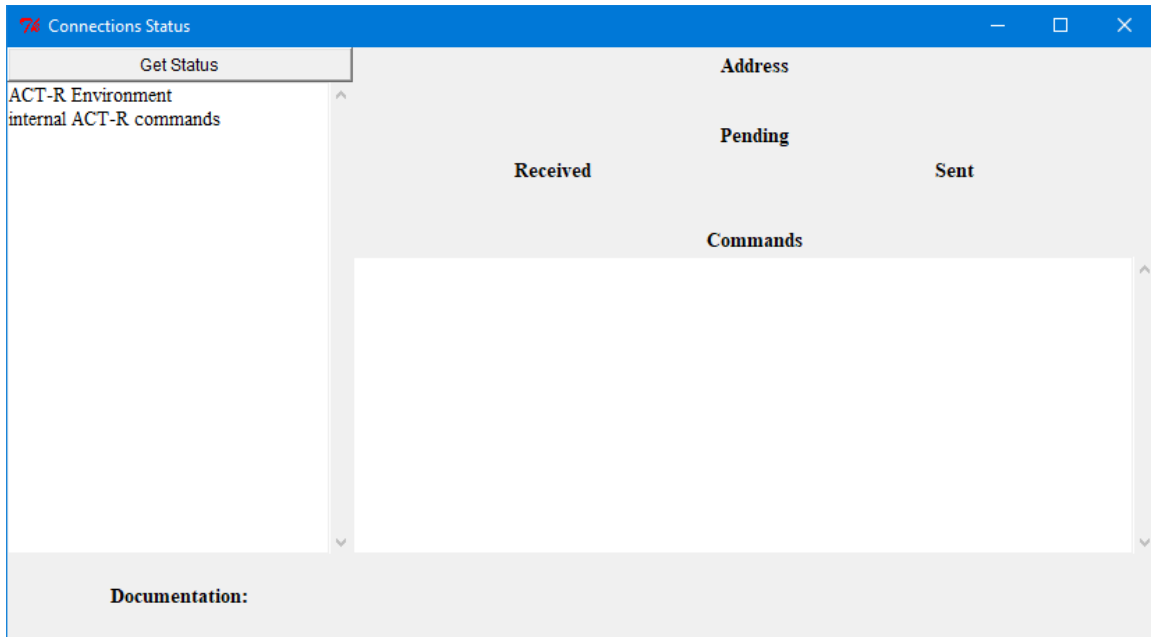 Connections Status
Get Status
ACT-R Environment
internal ACT-R commands
Address
Pending
Received Sent
Commands
Documentation: